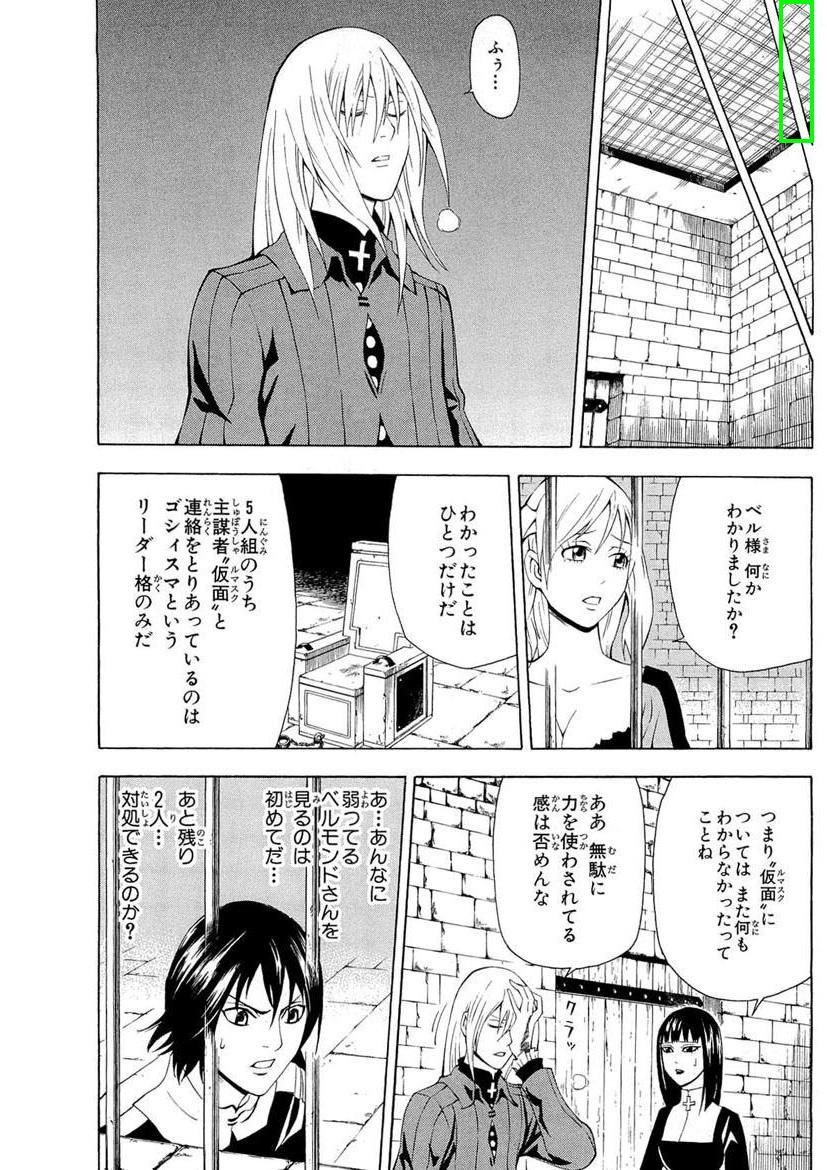 ふぅ…
ベル様 何か
わかりましたか？
わかったことは
ひとつだけだ
5人組のうち
主謀者〝仮面〟と
連絡をとりあっているのは
ゴシィスマという
リーダー格のみだ
つまり〝仮面〟に
ついては また何も
わからなかったって
ことね
ああ 無駄に
力を使わされてる
感は否めんな
クラッ
あ…あんなに
弱ってる
ベルモンドさんを
見るのは
初めてだ…
あと残り
2人…
対処できるのか？